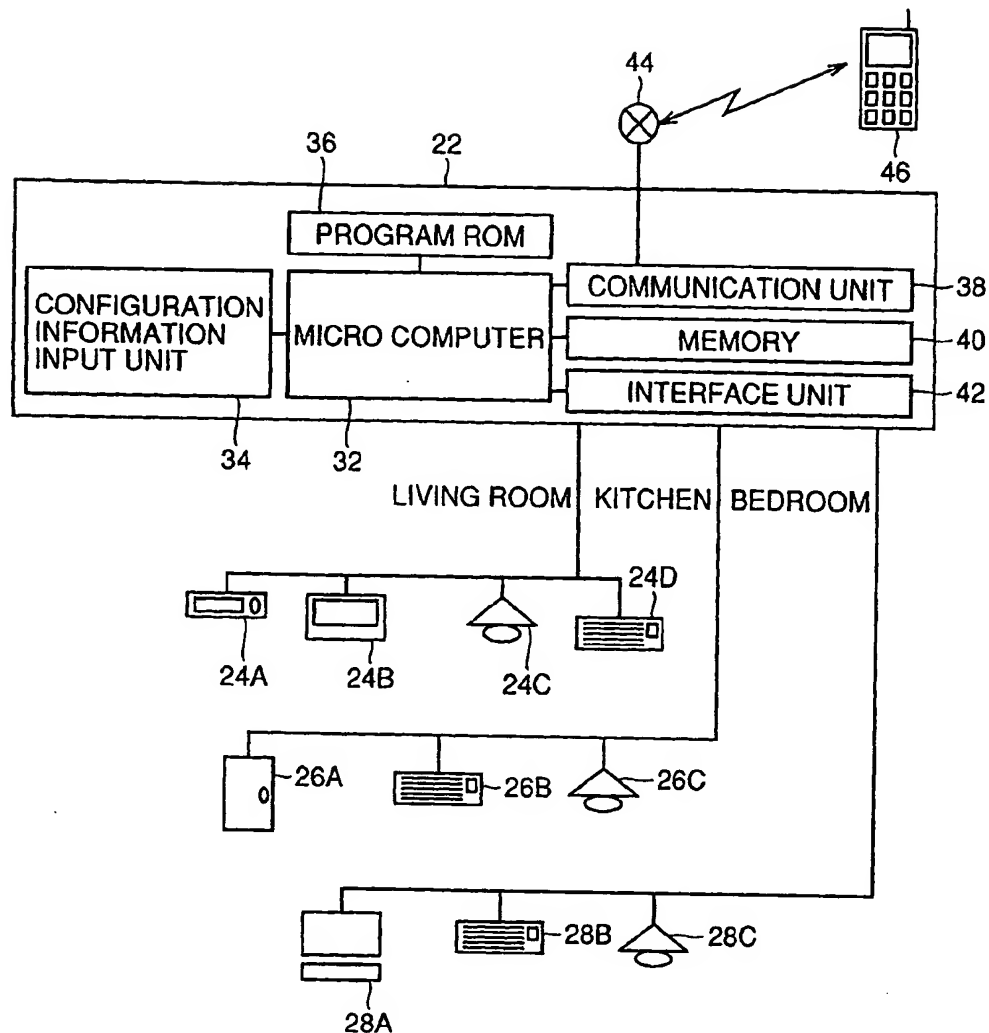 44
46
36
22
PROGRAM ROM
COMMUNICATION UNIT
38
CONFIGURATION
INFORMATION
INPUT UNIT
MICRO COMPUTER
MEMORY
40
INTERFACE UNIT
42
34
32
LIVING ROOM
KITCHEN
BEDROOM
24D
24A
24B
24C
26A
26B
26C
28B
28C
28A